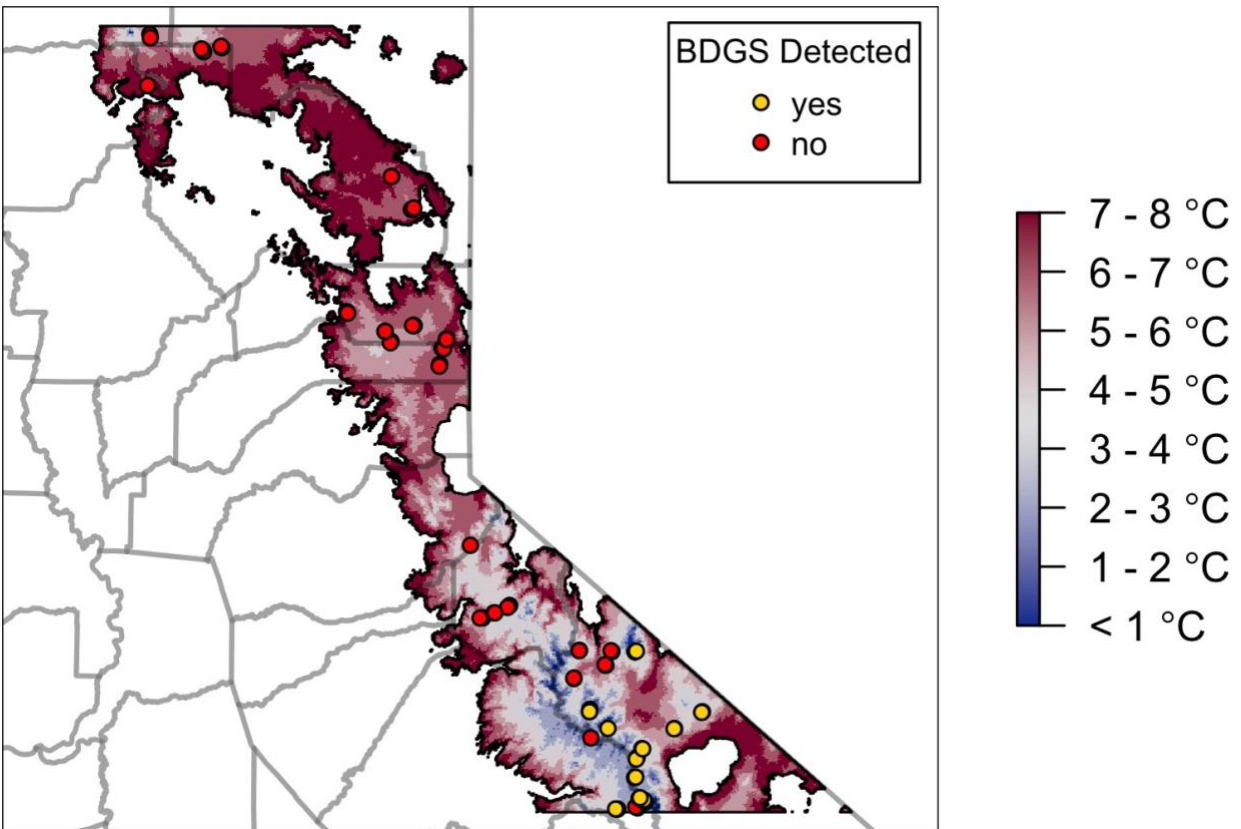 BDGS Detected
yes
no
7 - 8 °C
6 - 7 °C
5 - 6 °C
4 - 5 °C
3 - 4 °C
2 - 3 °C
1 - 2 °C
< 1 °C